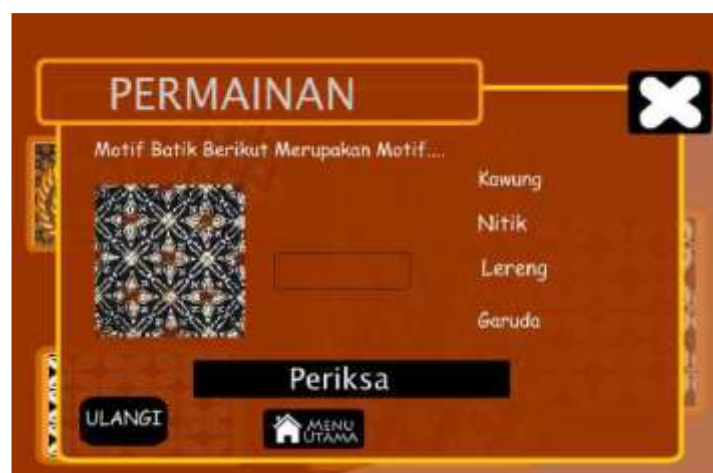 PERMAINAN
Motif Batik Berikut Merupakan Motif....
Kawung
Nitik
Lereng
Garuda
Periksa
ULANGI
MENU
UTAMA